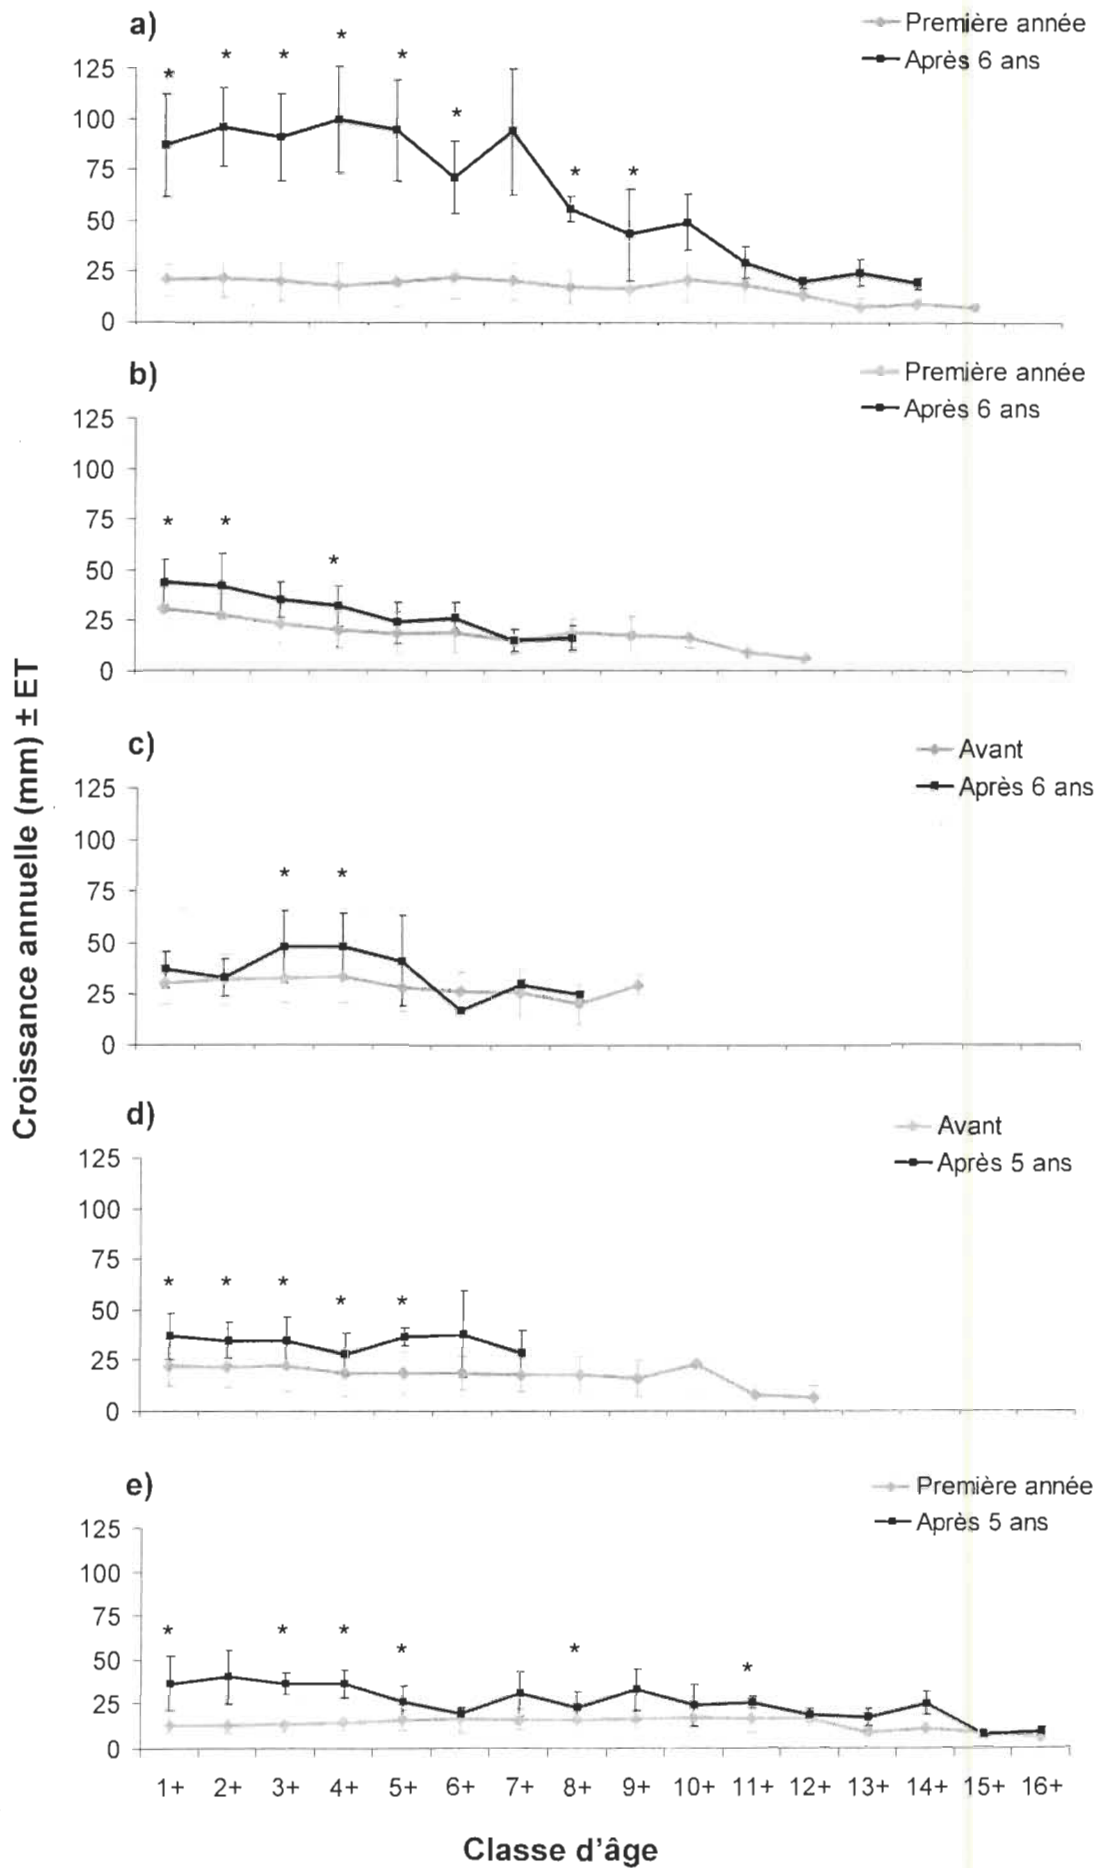 a)
Première année
Après 6 ans
* * * * * * * *
125
100
75
50
25
0
b)
Première année
Après 6 ans
* * *
125
100
75
50
25
0
c)
Avant
Après 6 ans
* *
125
100
75
50
25
0
d)
Avant
Après 5 ans
* * * * *
125
100
75
50
25
0
e)
Première année
Après 5 ans
* * * * * *
125
100
75
50
25
0
1+ 2+ 3+ 4+ 5+ 6+ 7+ 8+ 9+ 10+ 11+ 12+ 13+ 14+ 15+ 16+
Classe d'âge
Croissance annuelle (mm) ± ET